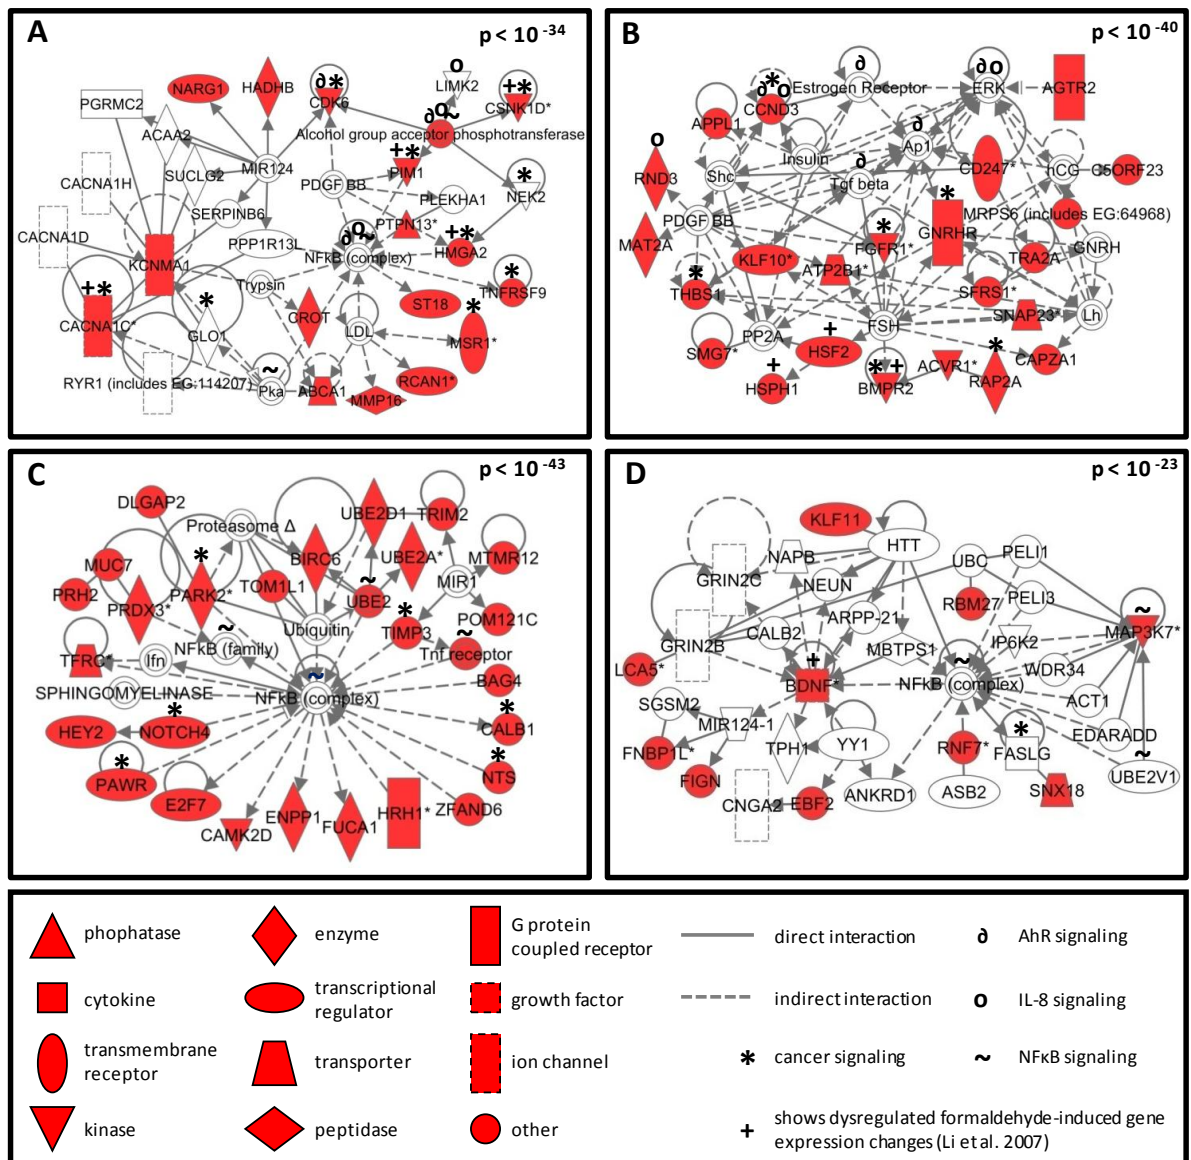 A
p < 10 -34
NARG1
HADHB
ə*
CDK6
o
LIMK2
+*
CSNK1D*
PGRMC2
ACAA2
ə o ~
Alcohol group acceptor phosphotransferase
SUCLG2
MIR124
+*
PIM1
CACNA1H
PDGF BB
PLEKHA1
*
NEK2
SERPINB6
PTPN13*
CACNA1D
PPP1R13L
ə o ~
NFkB (complex)
+*
HMGA2
KCNMA1
Trypsin
*
TNFRSF9
+*
CACNA1C*
*
GLO1
CROT
LDL
ST18
*
MSR1*
RYR1 (includes EG:114207)
~
Pka
ABCA1
MMP16
RCAN1*
B
p < 10 -40
*
ə o
CCND3
ə
Estrogen Receptor
ə o
ERK
AGTR2
APPL1
o
RND3
Shc
Insulin
ə
Ap1
ə
Tgf beta
CD247*
hCG
C5ORF23
PDGF BB
*
GNRHR
MRPS6 (includes EG:64968)
MAT2A
KLF10*
*
FGFR1*
GNRH
ATP2B1*
TRA2A
*
THBS1
SFRS1*
SNAP23*
Lh
PP2A
FSH
SMG7*
+
HSF2
CAPZA1
+
HSPH1
*+
BMPR2
ACVR1*
*
RAP2A
C
p < 10 -43
DLGAP2
Proteasome Δ
UBE2D1
TRIM2
MUC7
*
PARK2*
BIRC6
UBE2A*
MTMR12
PRH2
PRDX3*
TOM1L1
~
UBE2
MIR1
~
NFkB (family)
Ubiquitin
*
TIMP3
POM121C
TFRC*
Ifn
~
Tnf receptor
SPHINGOMYELINASE
~
NFkB (complex)
BAG4
HEY2
*
NOTCH4
*
CALB1
*
PAWR
*
NTS
E2F7
CAMK2D
ENPP1
FUCA1
HRH1*
ZFAND6
D
p < 10 -23
KLF11
HTT
GRIN2C
NAPB
NEUN
UBC
PELI1
ARPP-21
RBM27
PELI3
GRIN2B
CALB2
MBTPS1
IP6K2
~
MAP3K7*
LCA5*
+
BDNF*
~
NFkB (complex)
WDR34
SGSM2
ACT1
MIR124-1
TPH1
YY1
RNF7*
*
FASLG
EDARADD
FNBP1L*
FIGN
~
UBE2V1
CNGA2
EBF2
ANKRD1
ASB2
SNX18
phophatase
enzyme
G protein
coupled receptor
direct interaction
ə AhR signaling
cytokine
transcriptional
regulator
growth factor
indirect interaction
o IL-8 signaling
transmembrane
receptor
transporter
ion channel
* cancer signaling
~ NFκB signaling
kinase
peptidase
other
+ shows dysregulated formaldehyde-induced gene
expression changes (Li et al. 2007)